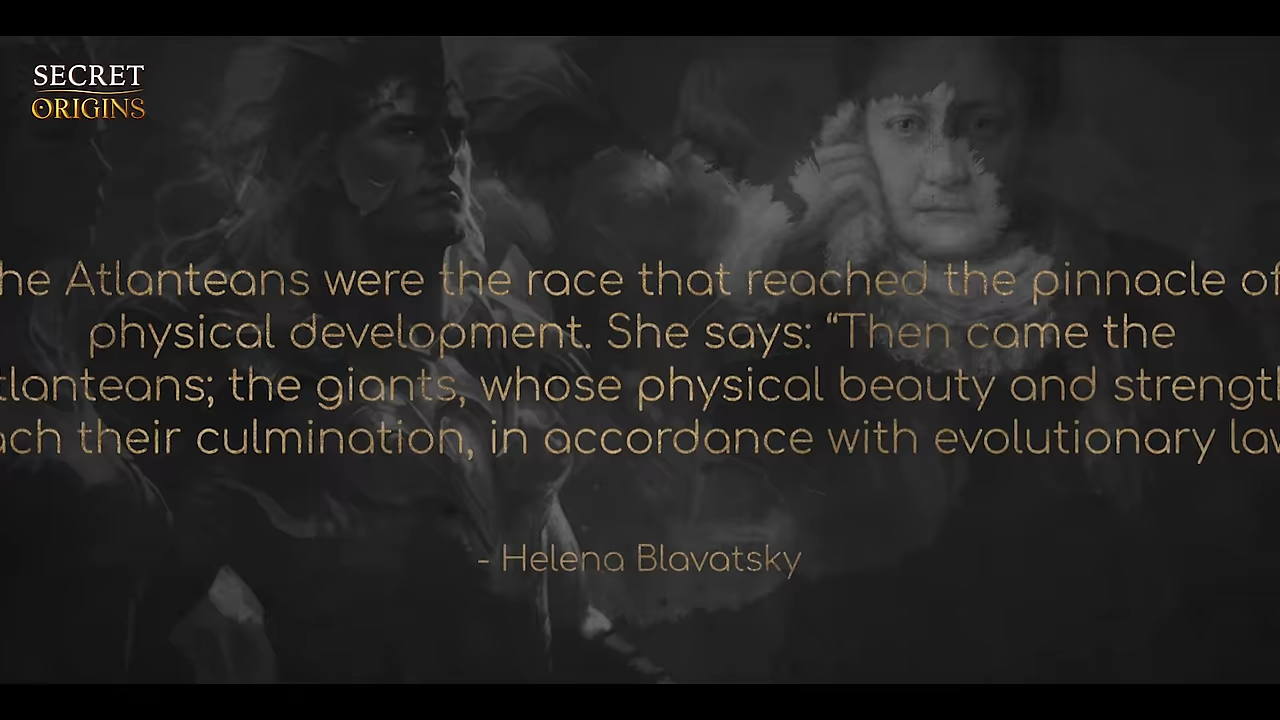 SECRET
ORIGINS
he Atlanteans were the race that reached the pinnacle of
physical development. She says: “Then came the
tlanteans; the giants, whose physical beauty and strengt
ach their culmination, in accordance with evolutionary la
- Helena Blavatsky